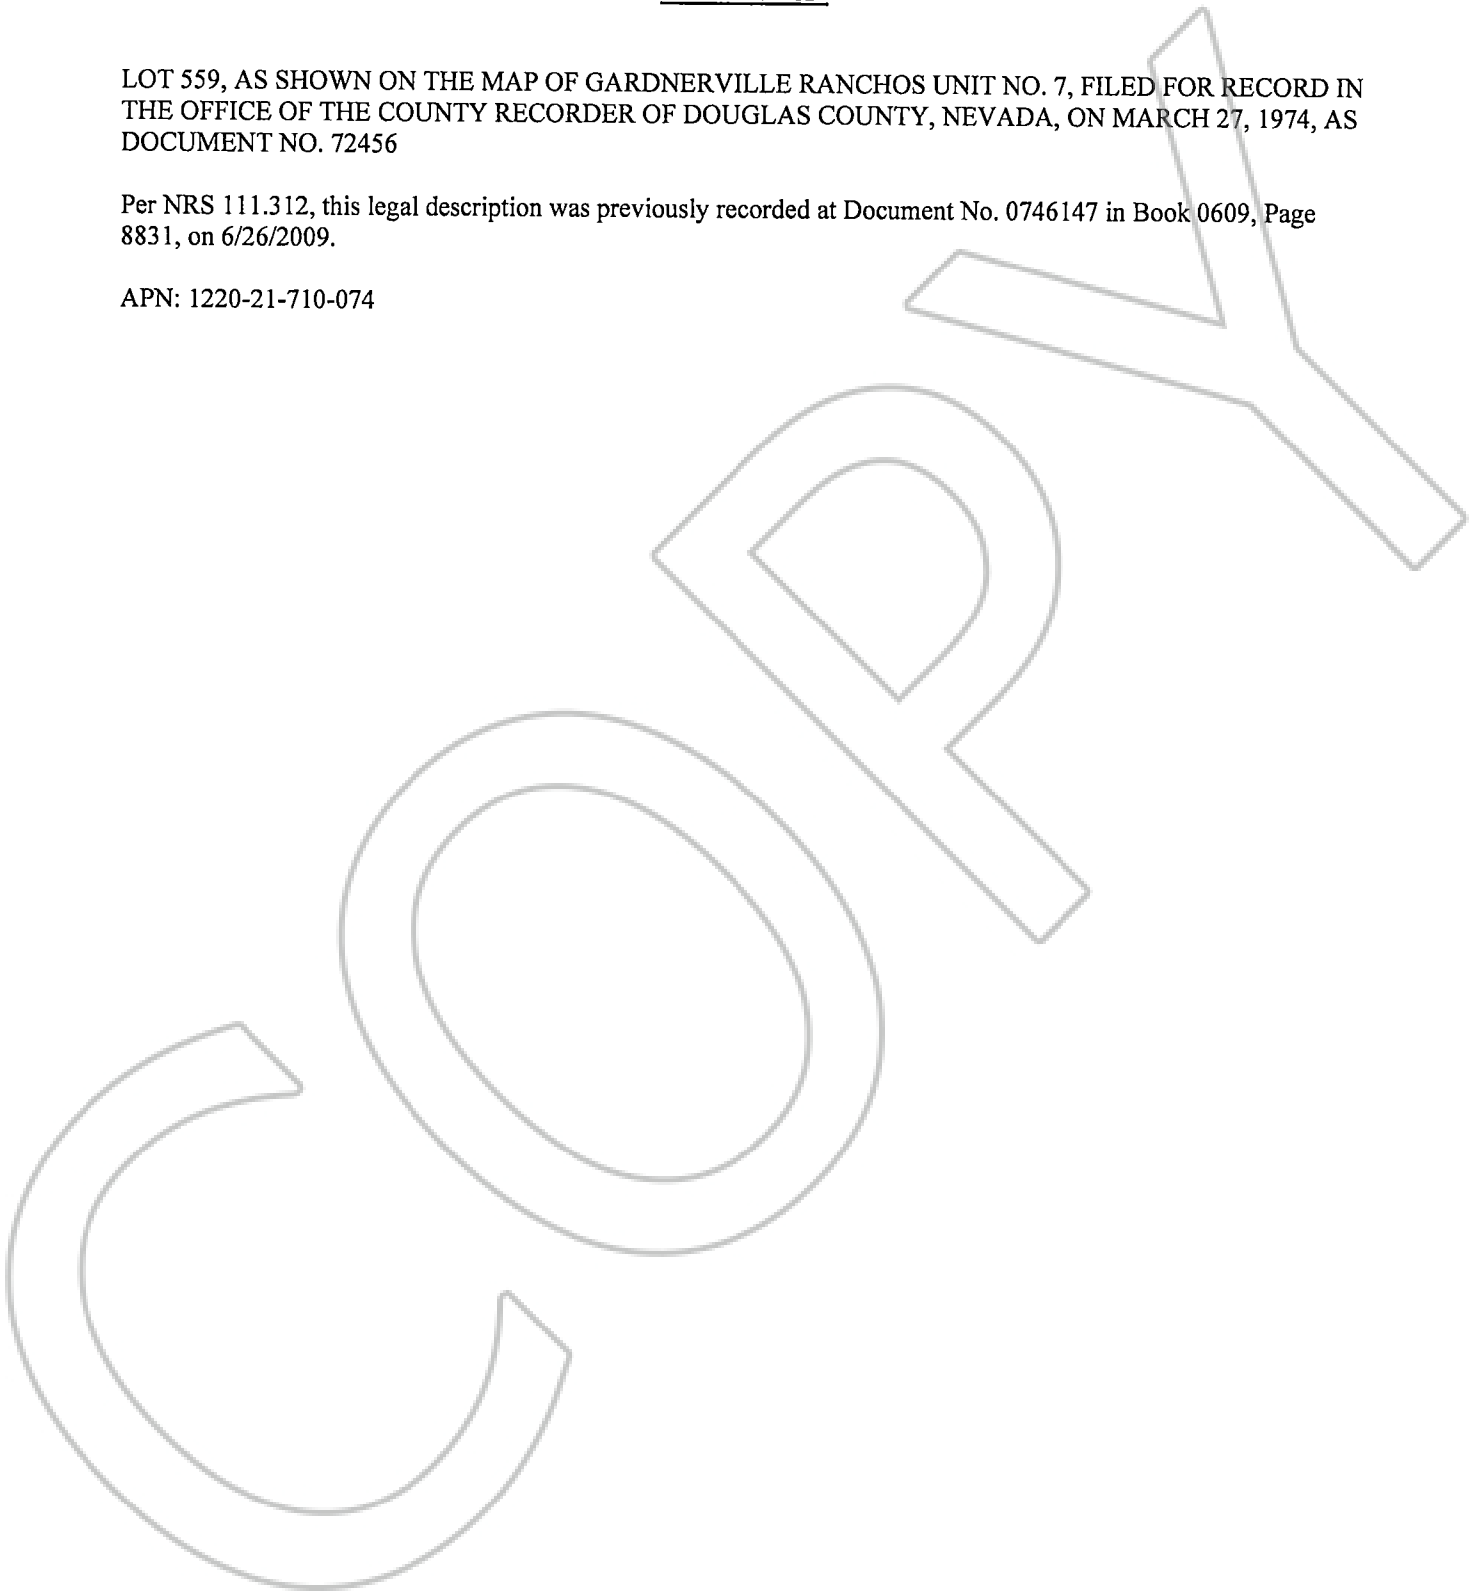 LOT 559, AS SHOWN ON THE MAP OF GARDNERVILLE RANCHOS UNIT NO. 7, FILED FOR RECORD IN
THE OFFICE OF THE COUNTY RECORDER OF DOUGLAS COUNTY, NEVADA, ON MARCH 27, 1974, AS
DOCUMENT NO. 72456
Per NRS 111.312, this legal description was previously recorded at Document No. 0746147 in Book 0609, Page
8831, on 6/26/2009.
APN: 1220-21-710-074
COPY